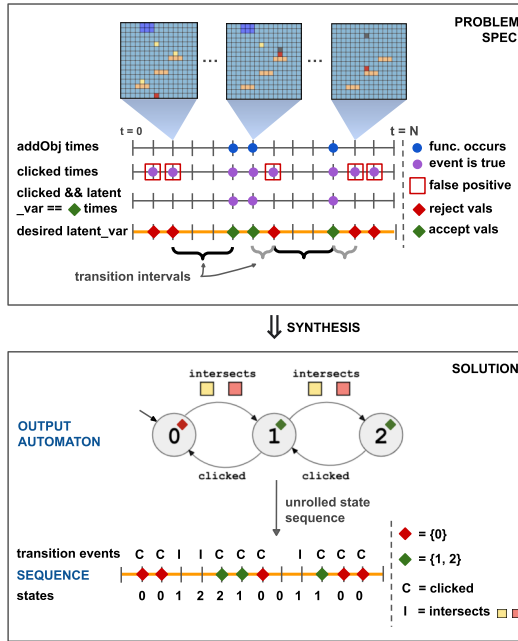 PROBLEM
SPEC
...
...
t = 0
t = N
addObj times
func. occurs
clicked times
event is true
clicked && latent
false positive
_var == times
reject vals
desired latent_var
accept vals
transition intervals
SYNTHESIS
SOLUTION
intersects
intersects
OUTPUT
AUTOMATON
0
1
2
clicked
clicked
unrolled state
sequence
transition events C C I I C C C I C C C
= {0}
SEQUENCE
= {1, 2}
states 0 0 1 2 2 1 0 0 1 1 0 0
C = clicked
I = intersects